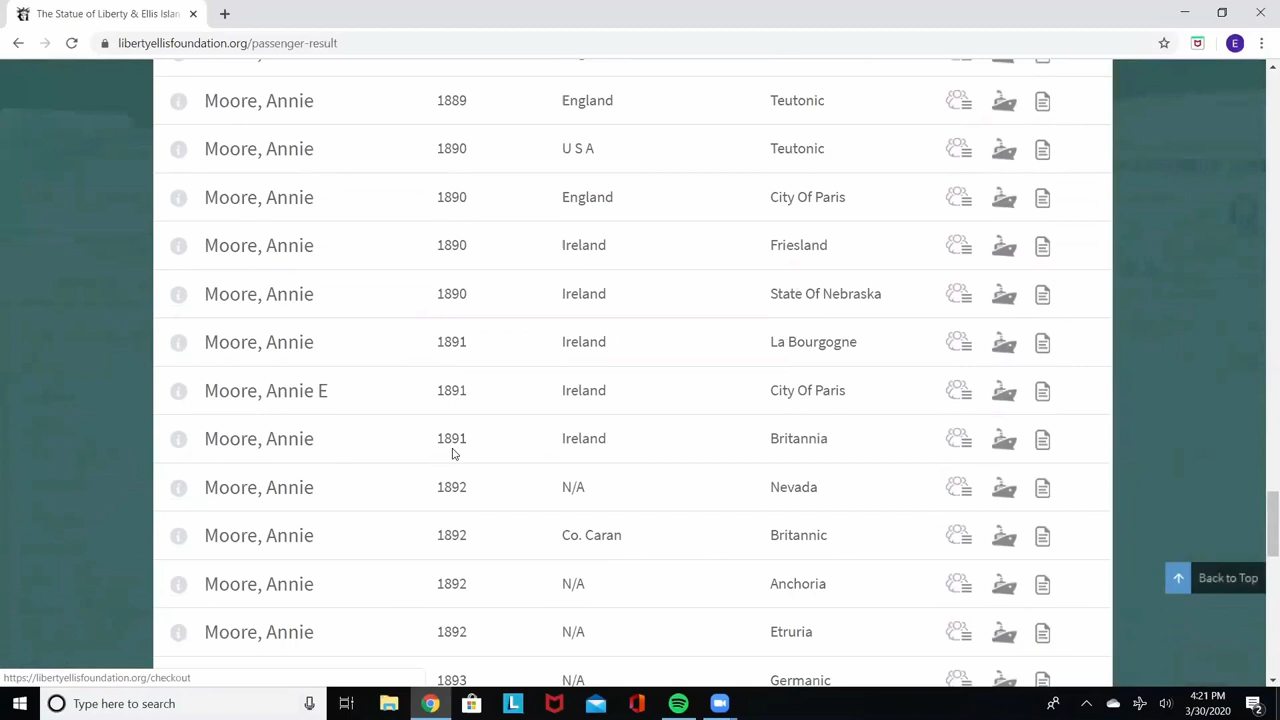 The Statue of Liberty & Ellis Islan
libertyellisfoundation.org/passenger-result
E
Moore, Annie 1889 England Teutonic
Moore, Annie 1890 U S A Teutonic
Moore, Annie 1890 England City Of Paris
Moore, Annie 1890 Ireland Friesland
Moore, Annie 1890 Ireland State Of Nebraska
Moore, Annie 1891 Ireland La Bourgogne
Moore, Annie E 1891 Ireland City Of Paris
Moore, Annie 1891 Ireland Britannia
Moore, Annie 1892 N/A Nevada
Moore, Annie 1892 Co. Caran Britannic
Moore, Annie 1892 N/A Anchoria
Back to Top
Moore, Annie 1892 N/A Etruria
1893 N/A Germanic
https://libertyellisfoundation.org/checkout
Type here to search
L
4:21 PM
3/30/2020
2